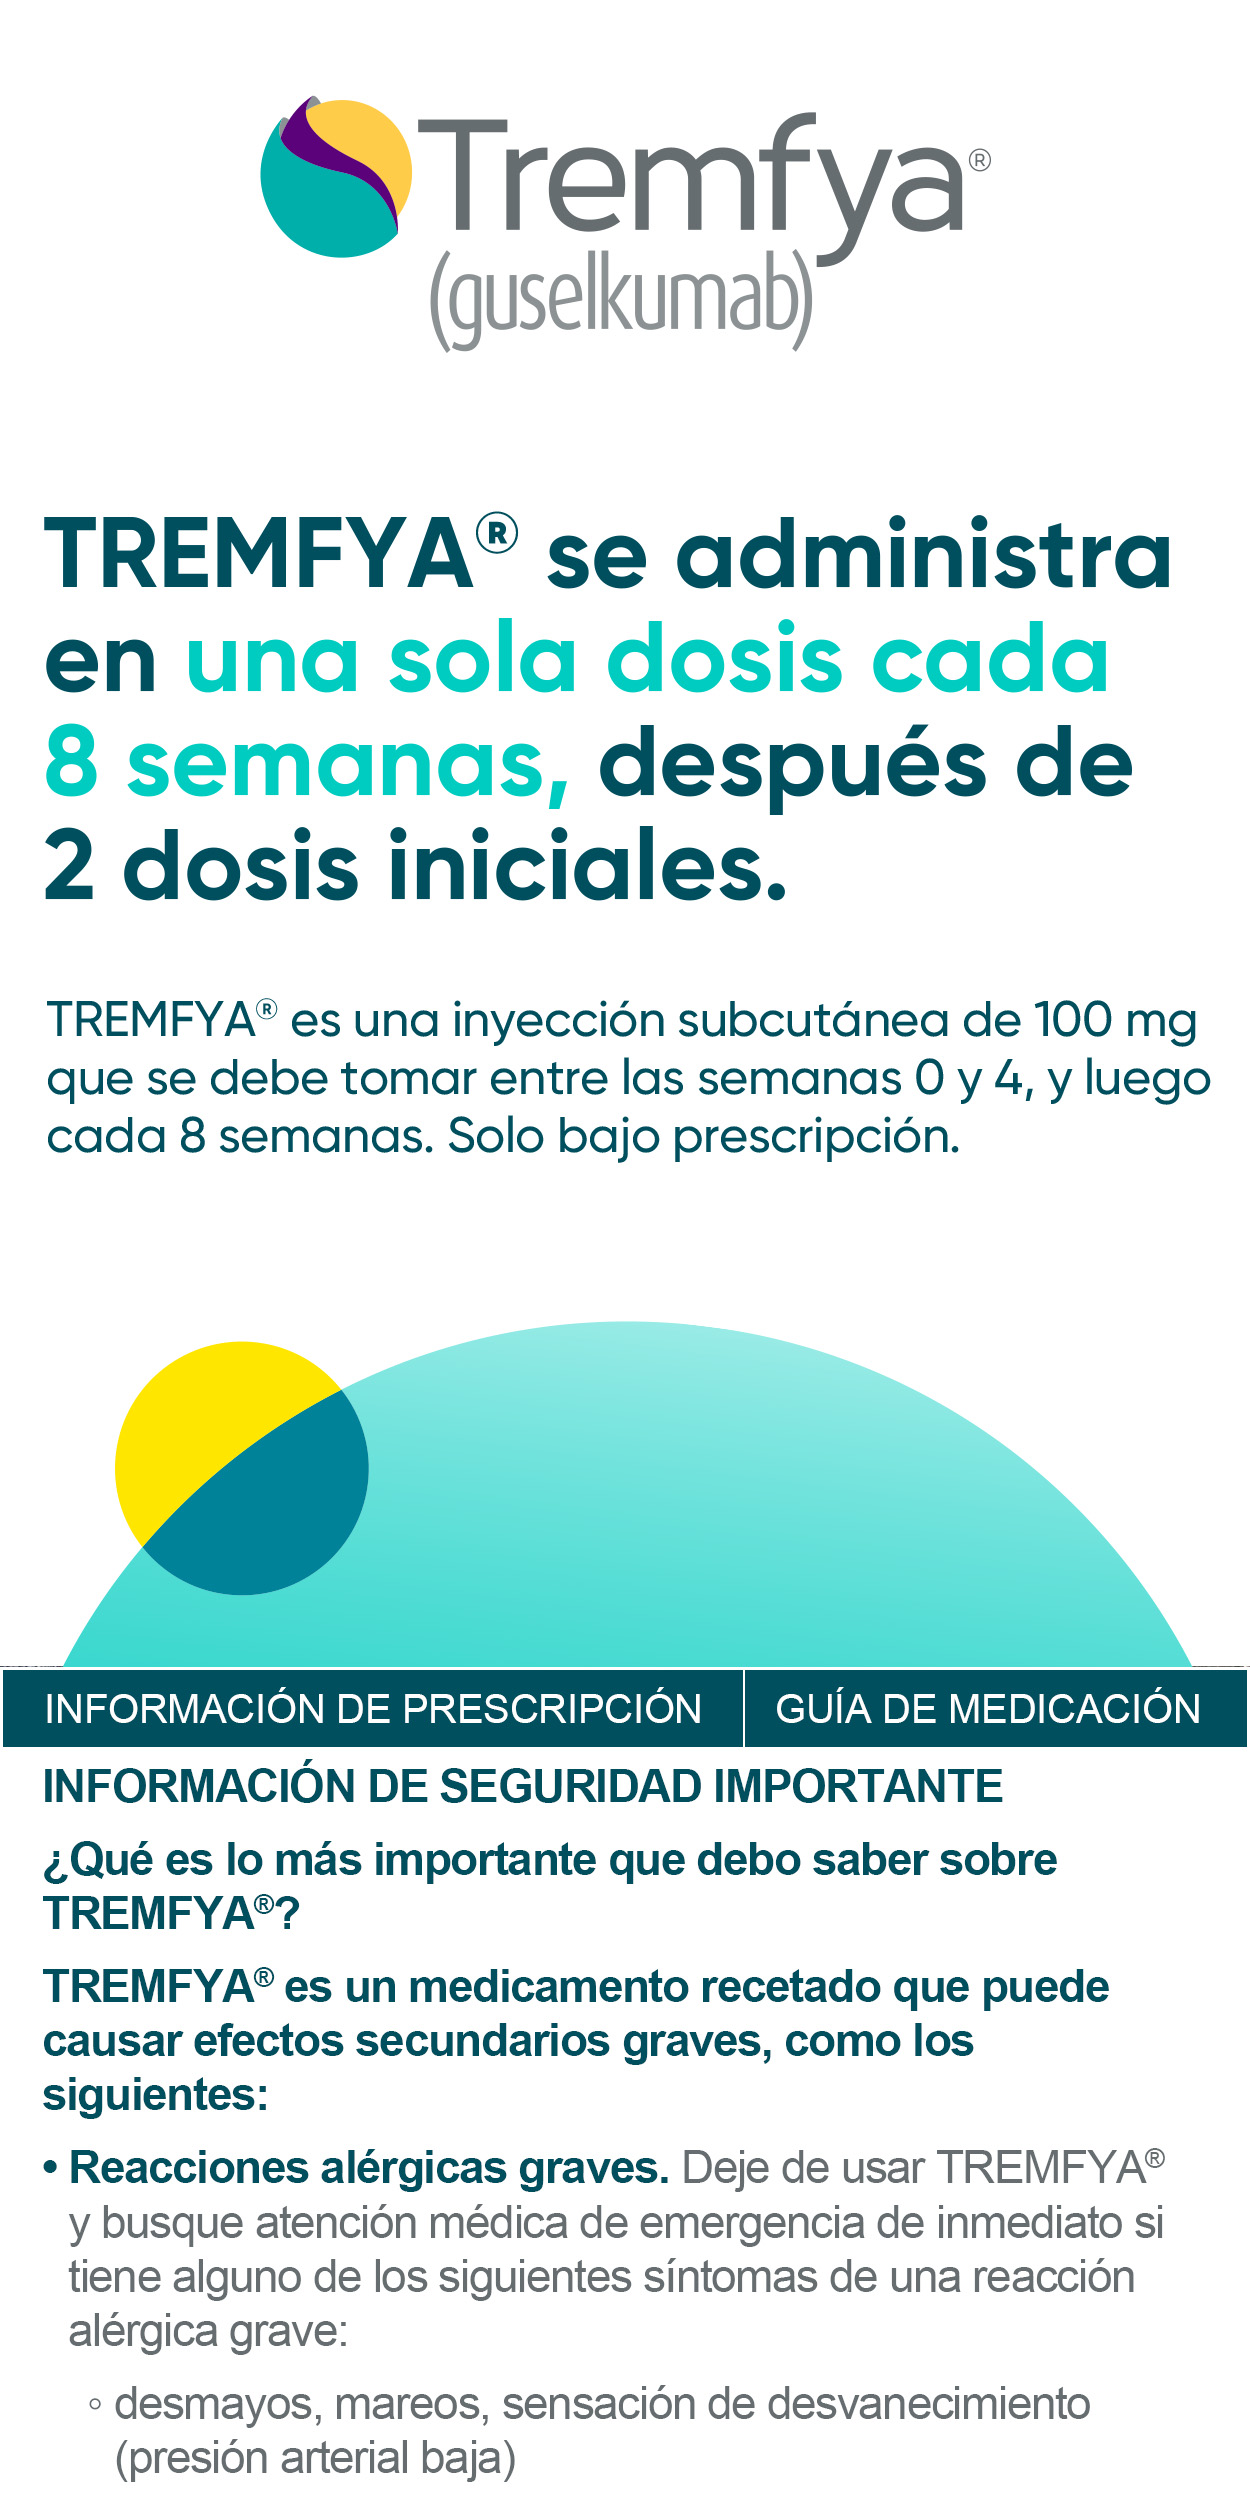 Tremfya®
(guselkumab)
TREMFYA® se administra
en una sola dosis cada
8 semanas, después de
2 dosis iniciales.
TREMFYA® es una inyección subcutánea de 100 mg
que se debe tomar entre las semanas 0 y 4, y luego
cada 8 semanas. Solo bajo prescripción.
INFORMACIÓN DE PRESCRIPCIÓN
GUÍA DE MEDICACIÓN
INFORMACIÓN DE SEGURIDAD IMPORTANTE
¿Qué es lo más importante que debo saber sobre
TREMFYA®?
TREMFYA® es un medicamento recetado que puede
causar efectos secundarios graves, como los
siguientes:
• Reacciones alérgicas graves. Deje de usar TREMFYA®
y busque atención médica de emergencia de inmediato si
tiene alguno de los siguientes síntomas de una reacción
alérgica grave:
◦ desmayos, mareos, sensación de desvanecimiento
(presión arterial baja)